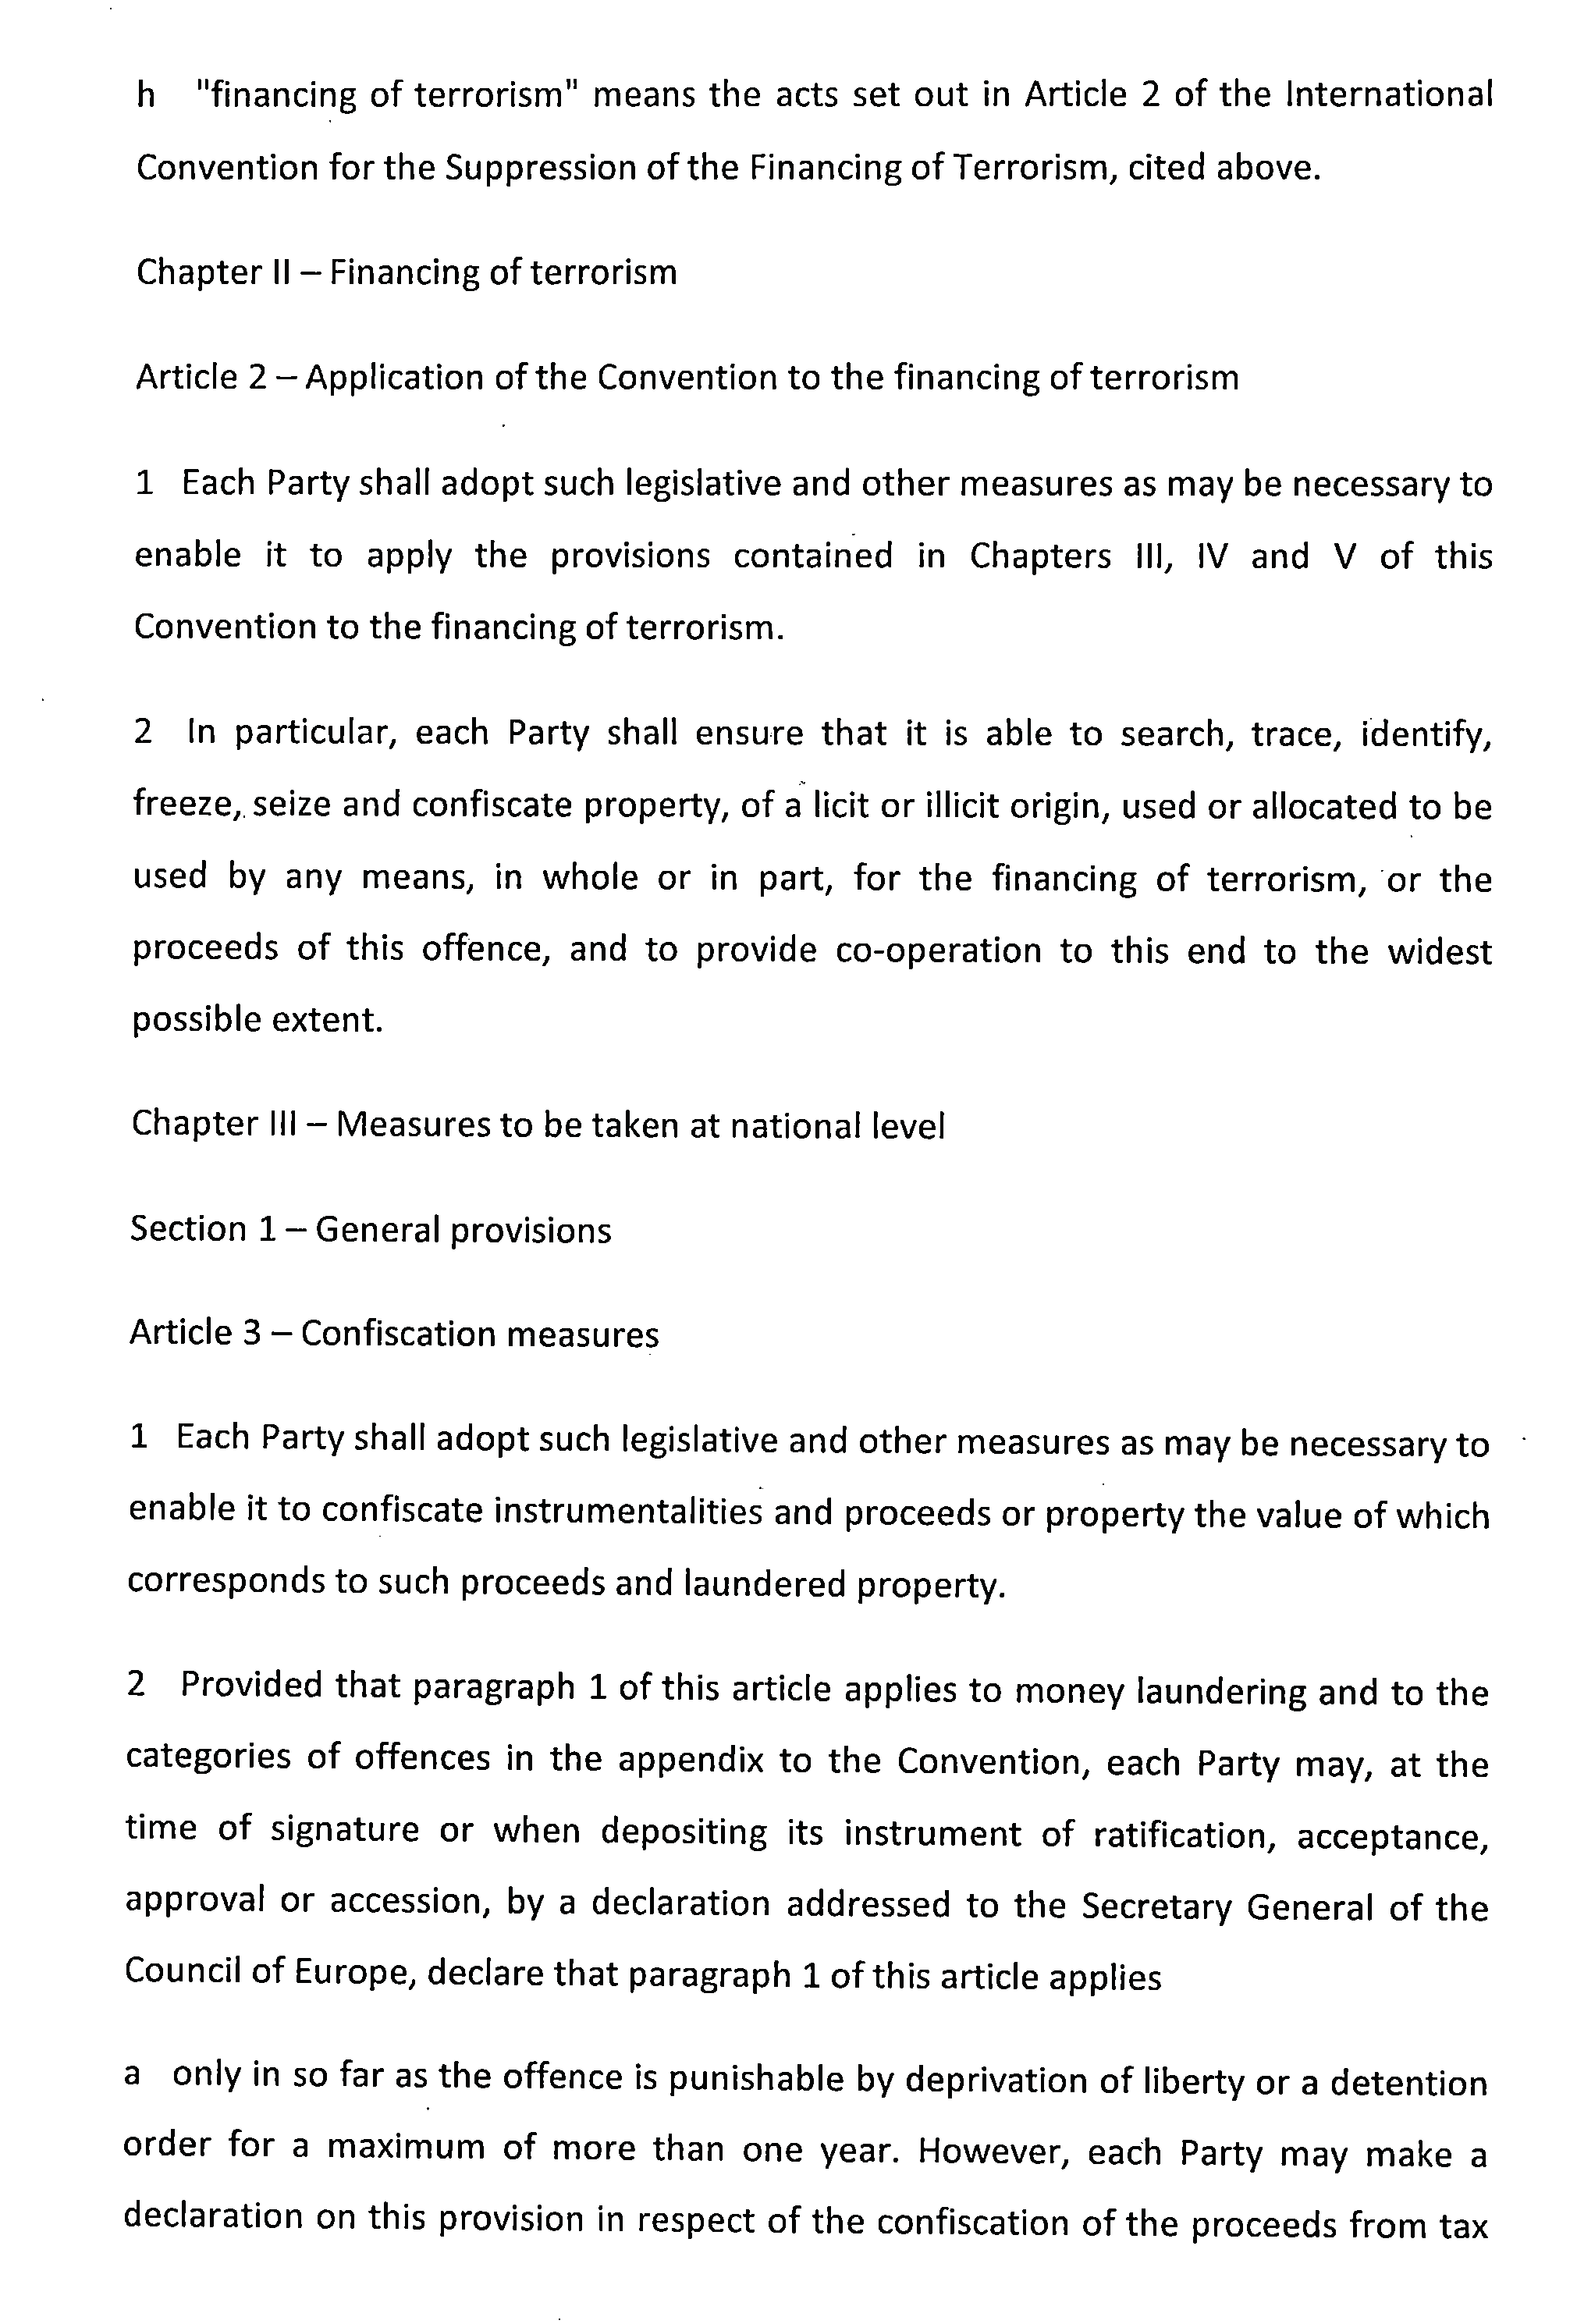 h "financing of terrorism" means the acts set out in Article 2 of the International
Convention for the Suppression of the Financing of Terrorism, cited above.
Chapter II – Financing of terrorism
Article 2 – Application of the Convention to the financing of terrorism
1 Each Party shall adopt such legislative and other measures as may be necessary to
enable it to apply the provisions contained in Chapters III, IV and V of this
Convention to the financing of terrorism.
2 In particular, each Party shall ensure that it is able to search, trace, identify,
freeze, seize and confiscate property, of a licit or illicit origin, used or allocated to be
used by any means, in whole or in part, for the financing of terrorism, or the
proceeds of this offence, and to provide co-operation to this end to the widest
possible extent.
Chapter III – Measures to be taken at national level
Section 1 – General provisions
Article 3 – Confiscation measures
1 Each Party shall adopt such legislative and other measures as may be necessary to
enable it to confiscate instrumentalities and proceeds or property the value of which
corresponds to such proceeds and laundered property.
2 Provided that paragraph 1 of this article applies to money laundering and to the
categories of offences in the appendix to the Convention, each Party may, at the
time of signature or when depositing its instrument of ratification, acceptance,
approval or accession, by a declaration addressed to the Secretary General of the
Council of Europe, declare that paragraph 1 of this article applies
a only in so far as the offence is punishable by deprivation of liberty or a detention
order for a maximum of more than one year. However, each Party may make a
declaration on this provision in respect of the confiscation of the proceeds from tax